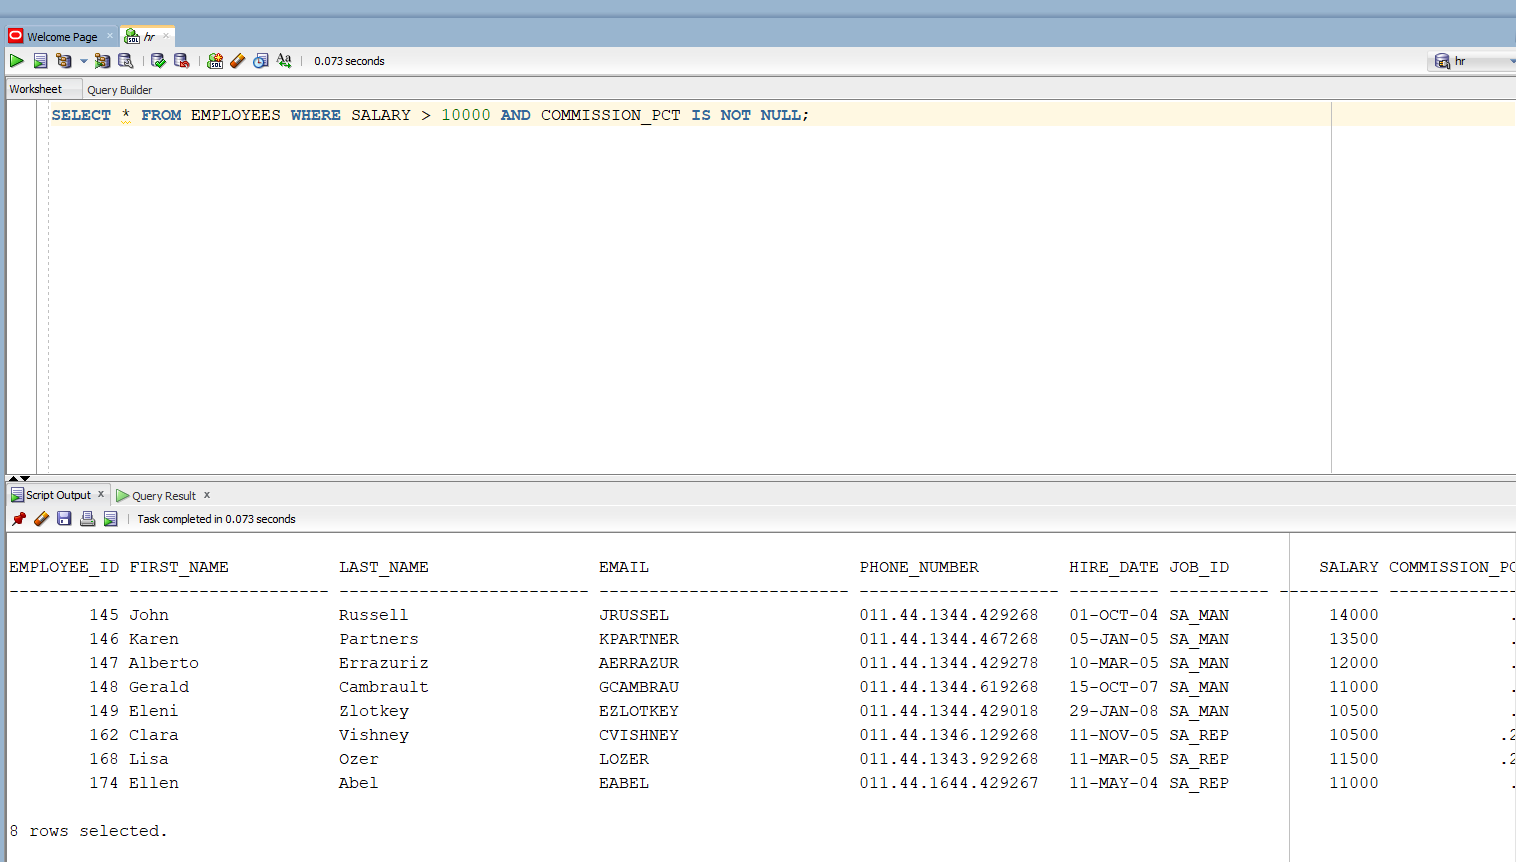 Welcome Page hr
0.073 seconds hr
Worksheet Query Builder
SELECT * FROM EMPLOYEES WHERE SALARY > 10000 AND COMMISSION_PCT IS NOT NULL;
Script Output x Query Result x
Task completed in 0.073 seconds
EMPLOYEE_ID FIRST_NAME LAST_NAME EMAIL PHONE_NUMBER HIRE_DATE JOB_ID SALARY COMMISSION_PC
----------- -------------------- ------------------------- ------------------------- -------------------- --------- ---------- ---------- -------------
145 John Russell JRUSSEL 011.44.1344.429268 01-OCT-04 SA_MAN 14000 .
146 Karen Partners KPARTNER 011.44.1344.467268 05-JAN-05 SA_MAN 13500 .
147 Alberto Errazuriz AERRAZUR 011.44.1344.429278 10-MAR-05 SA_MAN 12000 .
148 Gerald Cambrault GCAMBRAU 011.44.1344.619268 15-OCT-07 SA_MAN 11000 .
149 Eleni Zlotkey EZLOTKEY 011.44.1344.429018 29-JAN-08 SA_MAN 10500 .
162 Clara Vishney CVISHNEY 011.44.1346.129268 11-NOV-05 SA_REP 10500 .2
168 Lisa Ozer LOZER 011.44.1343.929268 11-MAR-05 SA_REP 11500 .2
174 Ellen Abel EABEL 011.44.1644.429267 11-MAY-04 SA_REP 11000 .
8 rows selected.